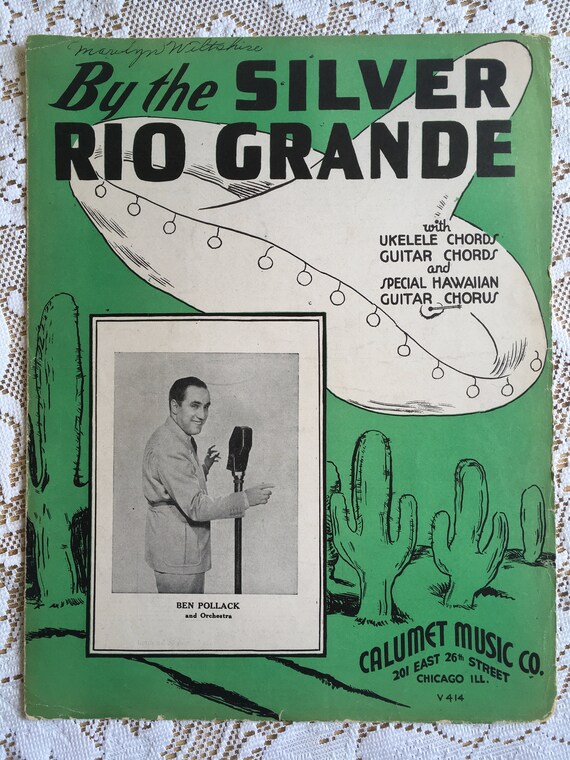 Marilyn Wiltshire
By the SILVER
RIO GRANDE
with
UKELELE CHORDS
GUITAR CHORDS
and
SPECIAL HAWAIIAN
GUITAR CHORUS
BEN POLLACK
and Orchestra
CALUMET MUSIC CO.
201 EAST 26th STREET
CHICAGO ILL.
V 414